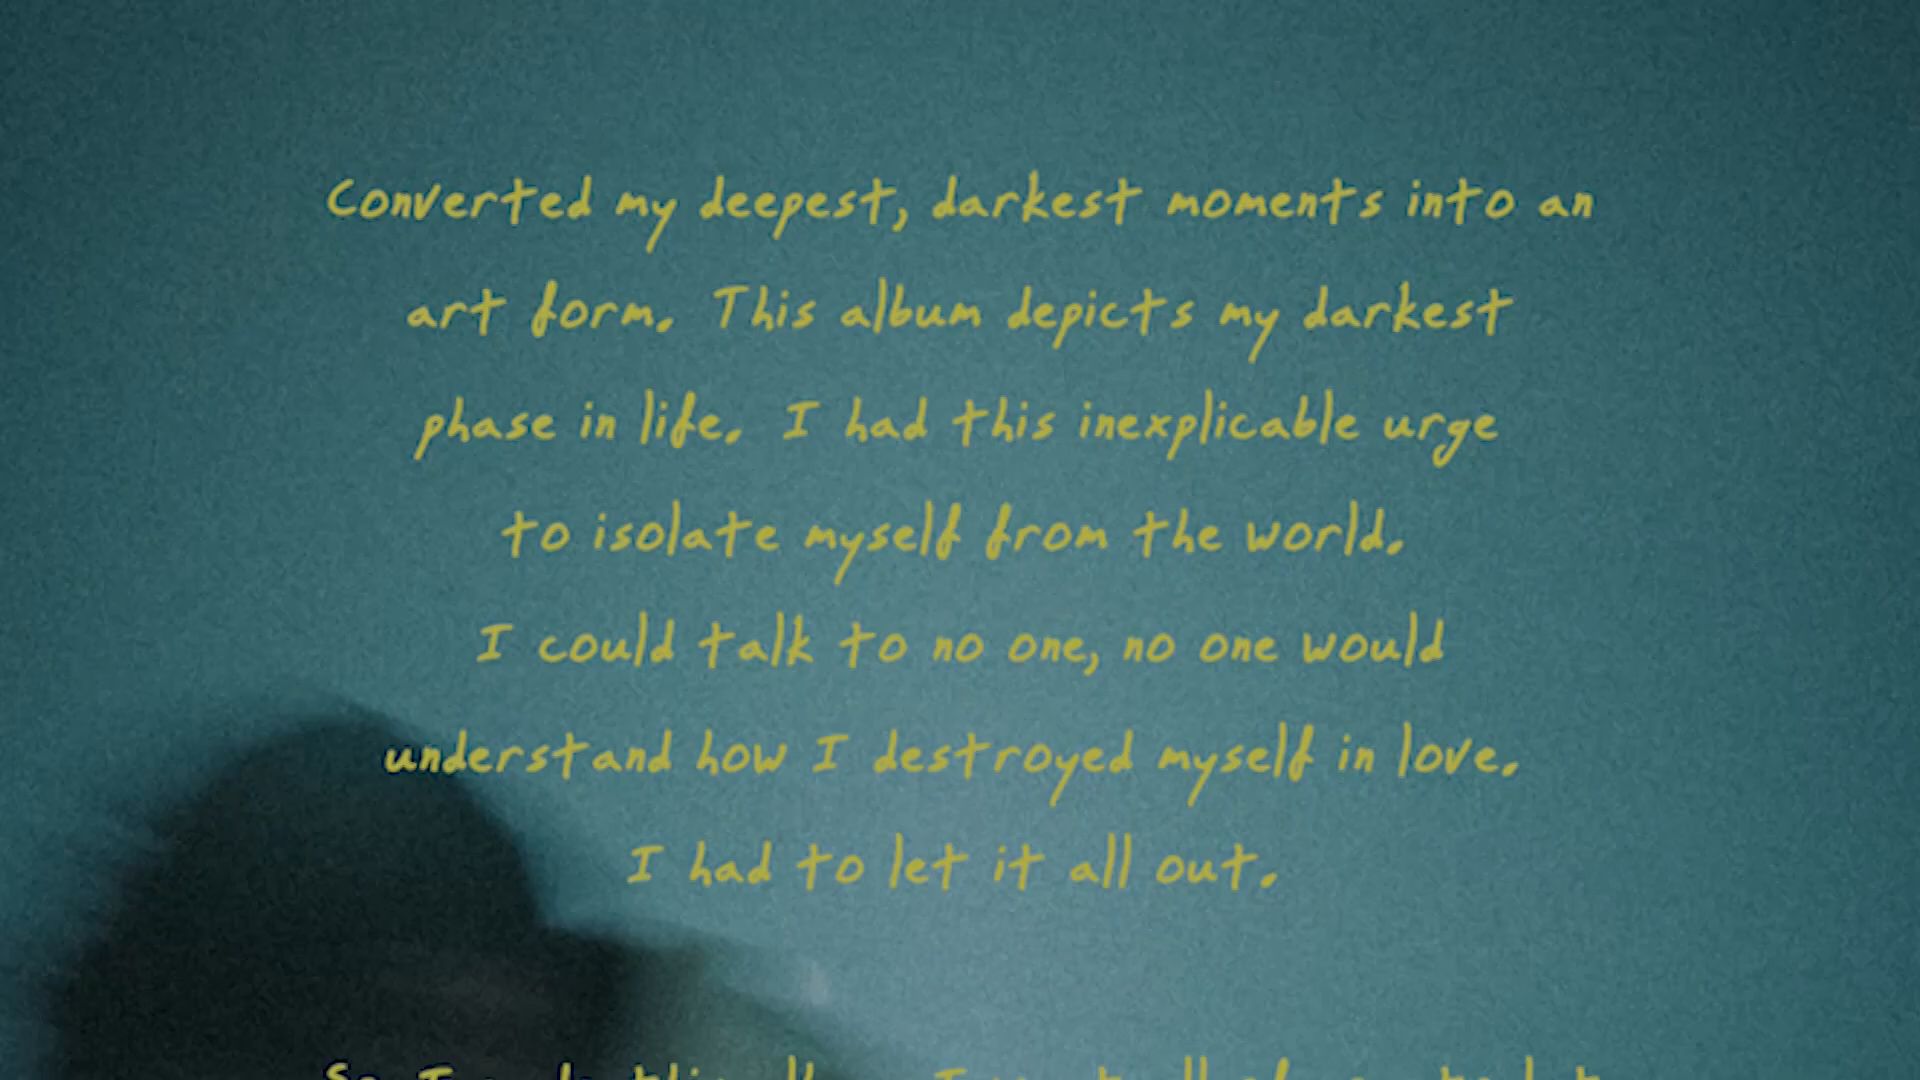 Converted my deepest, darkest moments into an
art form. This album depicts my darkest
phase in life. I had this inexplicable urge
to isolate myself from the world.
I could talk to no one, no one would
understand how I destroyed myself in love.
I had to let it all out.
So I